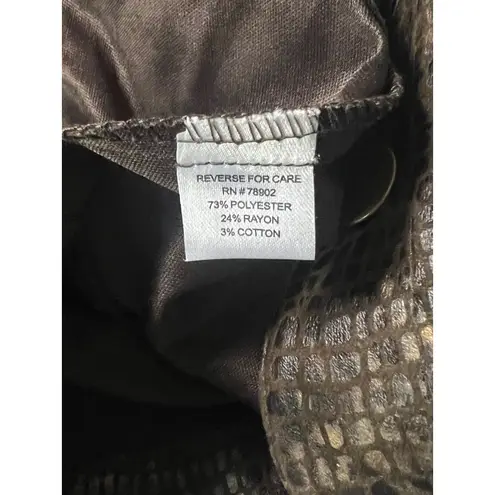 REVERSE FOR CARE
RN #78902
73% POLYESTER
24% RAYON
3% COTTON